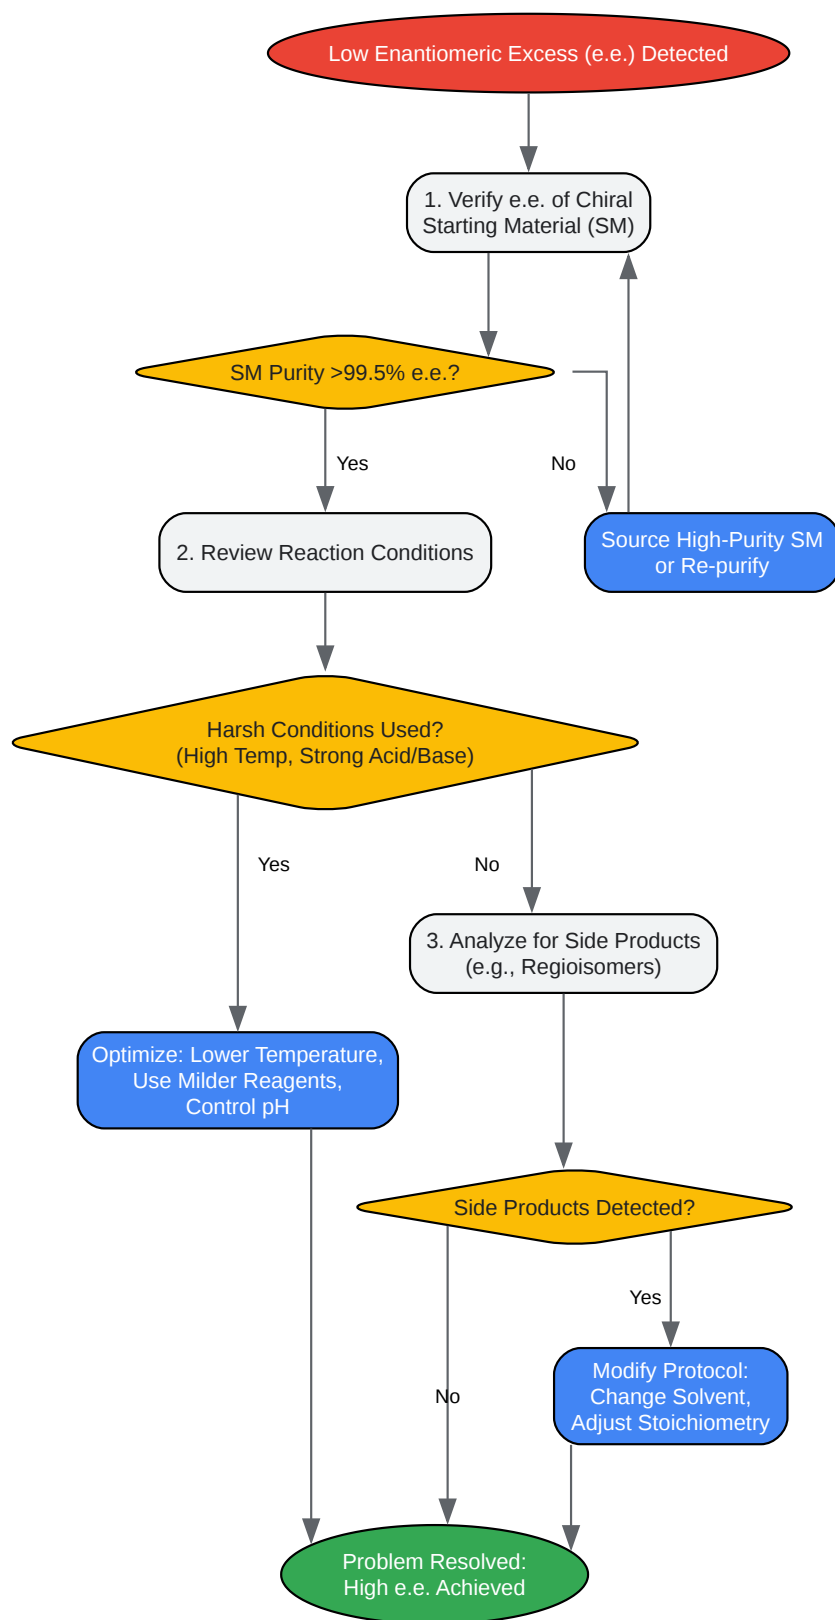 Low Enantiomeric Excess (e.e.) Detected
1. Verify e.e. of Chiral
Starting Material (SM)
SM Purity >99.5% e.e.?
Yes
No
2. Review Reaction Conditions
Source High-Purity SM
or Re-purify
Harsh Conditions Used?
(High Temp, Strong Acid/Base)
Yes
No
3. Analyze for Side Products
(e.g., Regioisomers)
Optimize: Lower Temperature,
Use Milder Reagents,
Control pH
Side Products Detected?
Yes
No
Modify Protocol:
Change Solvent,
Adjust Stoichiometry
Problem Resolved:
High e.e. Achieved